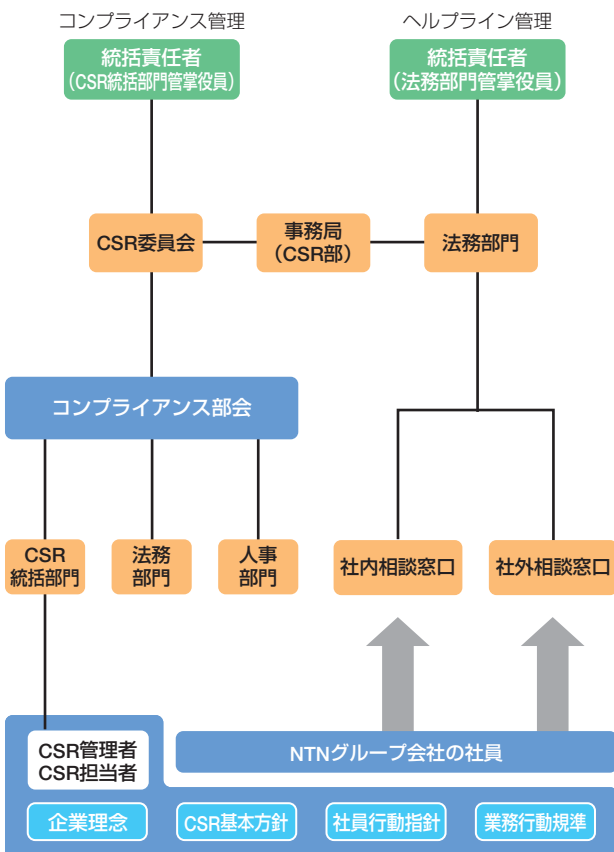 コンプライアンス管理
ヘルプライン管理
統括責任者
（CSR統括部門管掌役員）
統括責任者
（法務部門管掌役員）
CSR委員会
事務局
（CSR部）
法務部門
コンプライアンス部会
CSR
統括部門
法務
部門
人事
部門
社内相談窓口
社外相談窓口
CSR管理者
CSR担当者
NTNグループ会社の社員
企業理念
CSR基本方針
社員行動指針
業務行動規準